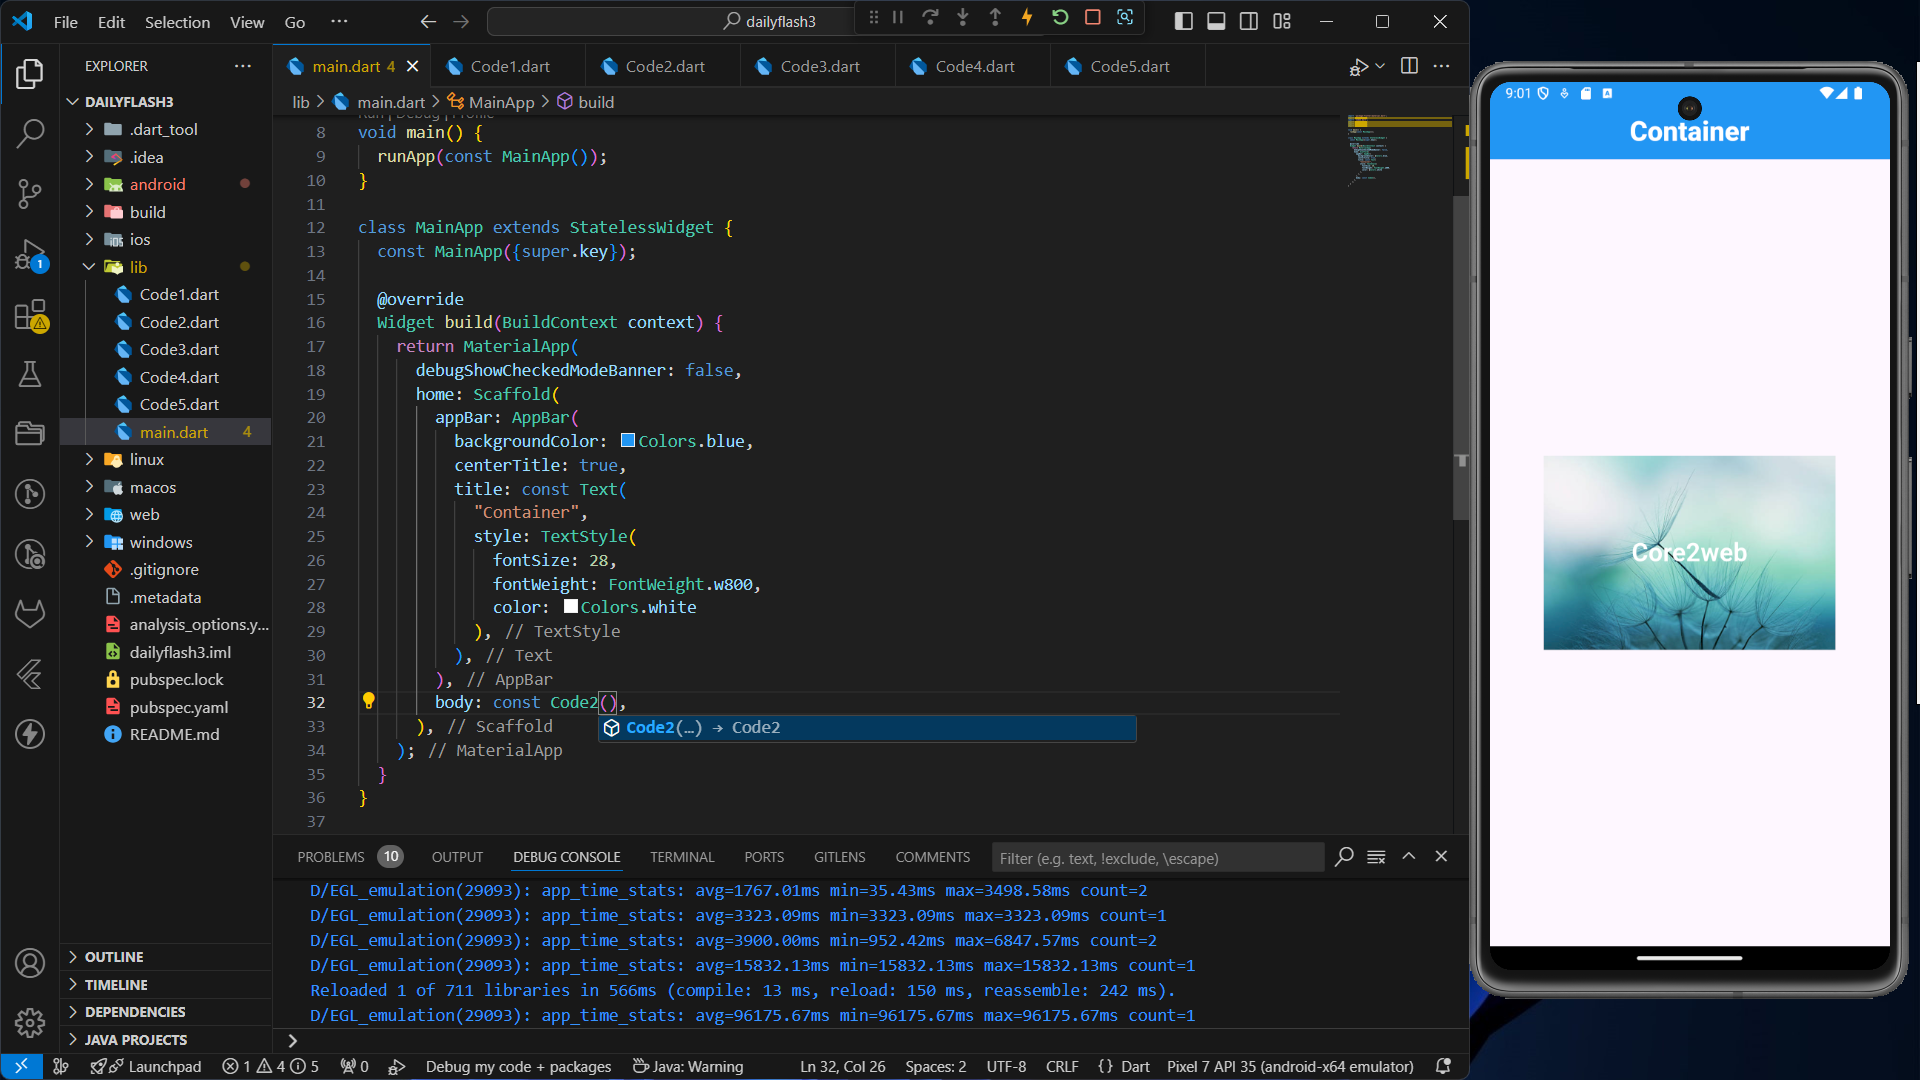 File Edit Selection View Go ··· dailyflash3
EXPLORER ···
DAILYFLASH3
.dart_tool
.idea
android
build
ios
lib
Code1.dart
Code2.dart
Code3.dart
Code4.dart
Code5.dart
main.dart 4
linux
macos
web
windows
.gitignore
.metadata
analysis_options.y...
dailyflash3.iml
pubspec.lock
pubspec.yaml
README.md
OUTLINE
TIMELINE
DEPENDENCIES
JAVA PROJECTS
1
main.dart 4 Code1.dart Code2.dart Code3.dart Code4.dart Code5.dart
lib > main.dart > MainApp > build
Run | Debug | Profile
8 void main() {
9 runApp(const MainApp());
10 }
11
12 class MainApp extends StatelessWidget {
13 const MainApp({super.key});
14
15 @override
16 Widget build(BuildContext context) {
17 return MaterialApp(
18 debugShowCheckedModeBanner: false,
19 home: Scaffold(
20 appBar: AppBar(
21 backgroundColor: Colors.blue,
22 centerTitle: true,
23 title: const Text(
24 "Container",
25 style: TextStyle(
26 fontSize: 28,
27 fontWeight: FontWeight.w800,
28 color: Colors.white
29 ), // TextStyle
30 ), // Text
31 ), // AppBar
32 body: const Code2(),
33 ), // Scaffold
Code2(…) → Code2
34 ); // MaterialApp
35 }
36 }
37
PROBLEMS 10 OUTPUT DEBUG CONSOLE TERMINAL PORTS GITLENS COMMENTS Filter (e.g. text, !exclude, \escape)
D/EGL_emulation(29093): app_time_stats: avg=1767.01ms min=35.43ms max=3498.58ms count=2
D/EGL_emulation(29093): app_time_stats: avg=3323.09ms min=3323.09ms max=3323.09ms count=1
D/EGL_emulation(29093): app_time_stats: avg=3900.00ms min=952.42ms max=6847.57ms count=2
D/EGL_emulation(29093): app_time_stats: avg=15832.13ms min=15832.13ms max=15832.13ms count=1
Reloaded 1 of 711 libraries in 566ms (compile: 13 ms, reload: 150 ms, reassemble: 242 ms).
D/EGL_emulation(29093): app_time_stats: avg=96175.67ms min=96175.67ms max=96175.67ms count=1
>
Launchpad 1 4 5 0 Debug my code + packages Java: Warning Ln 32, Col 26 Spaces: 2 UTF-8 CRLF {} Dart Pixel 7 API 35 (android-x64 emulator)
9:01
Container
Core2web